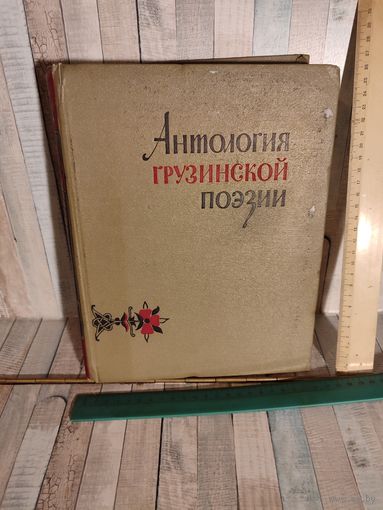 Антология
грузинской
поэзии